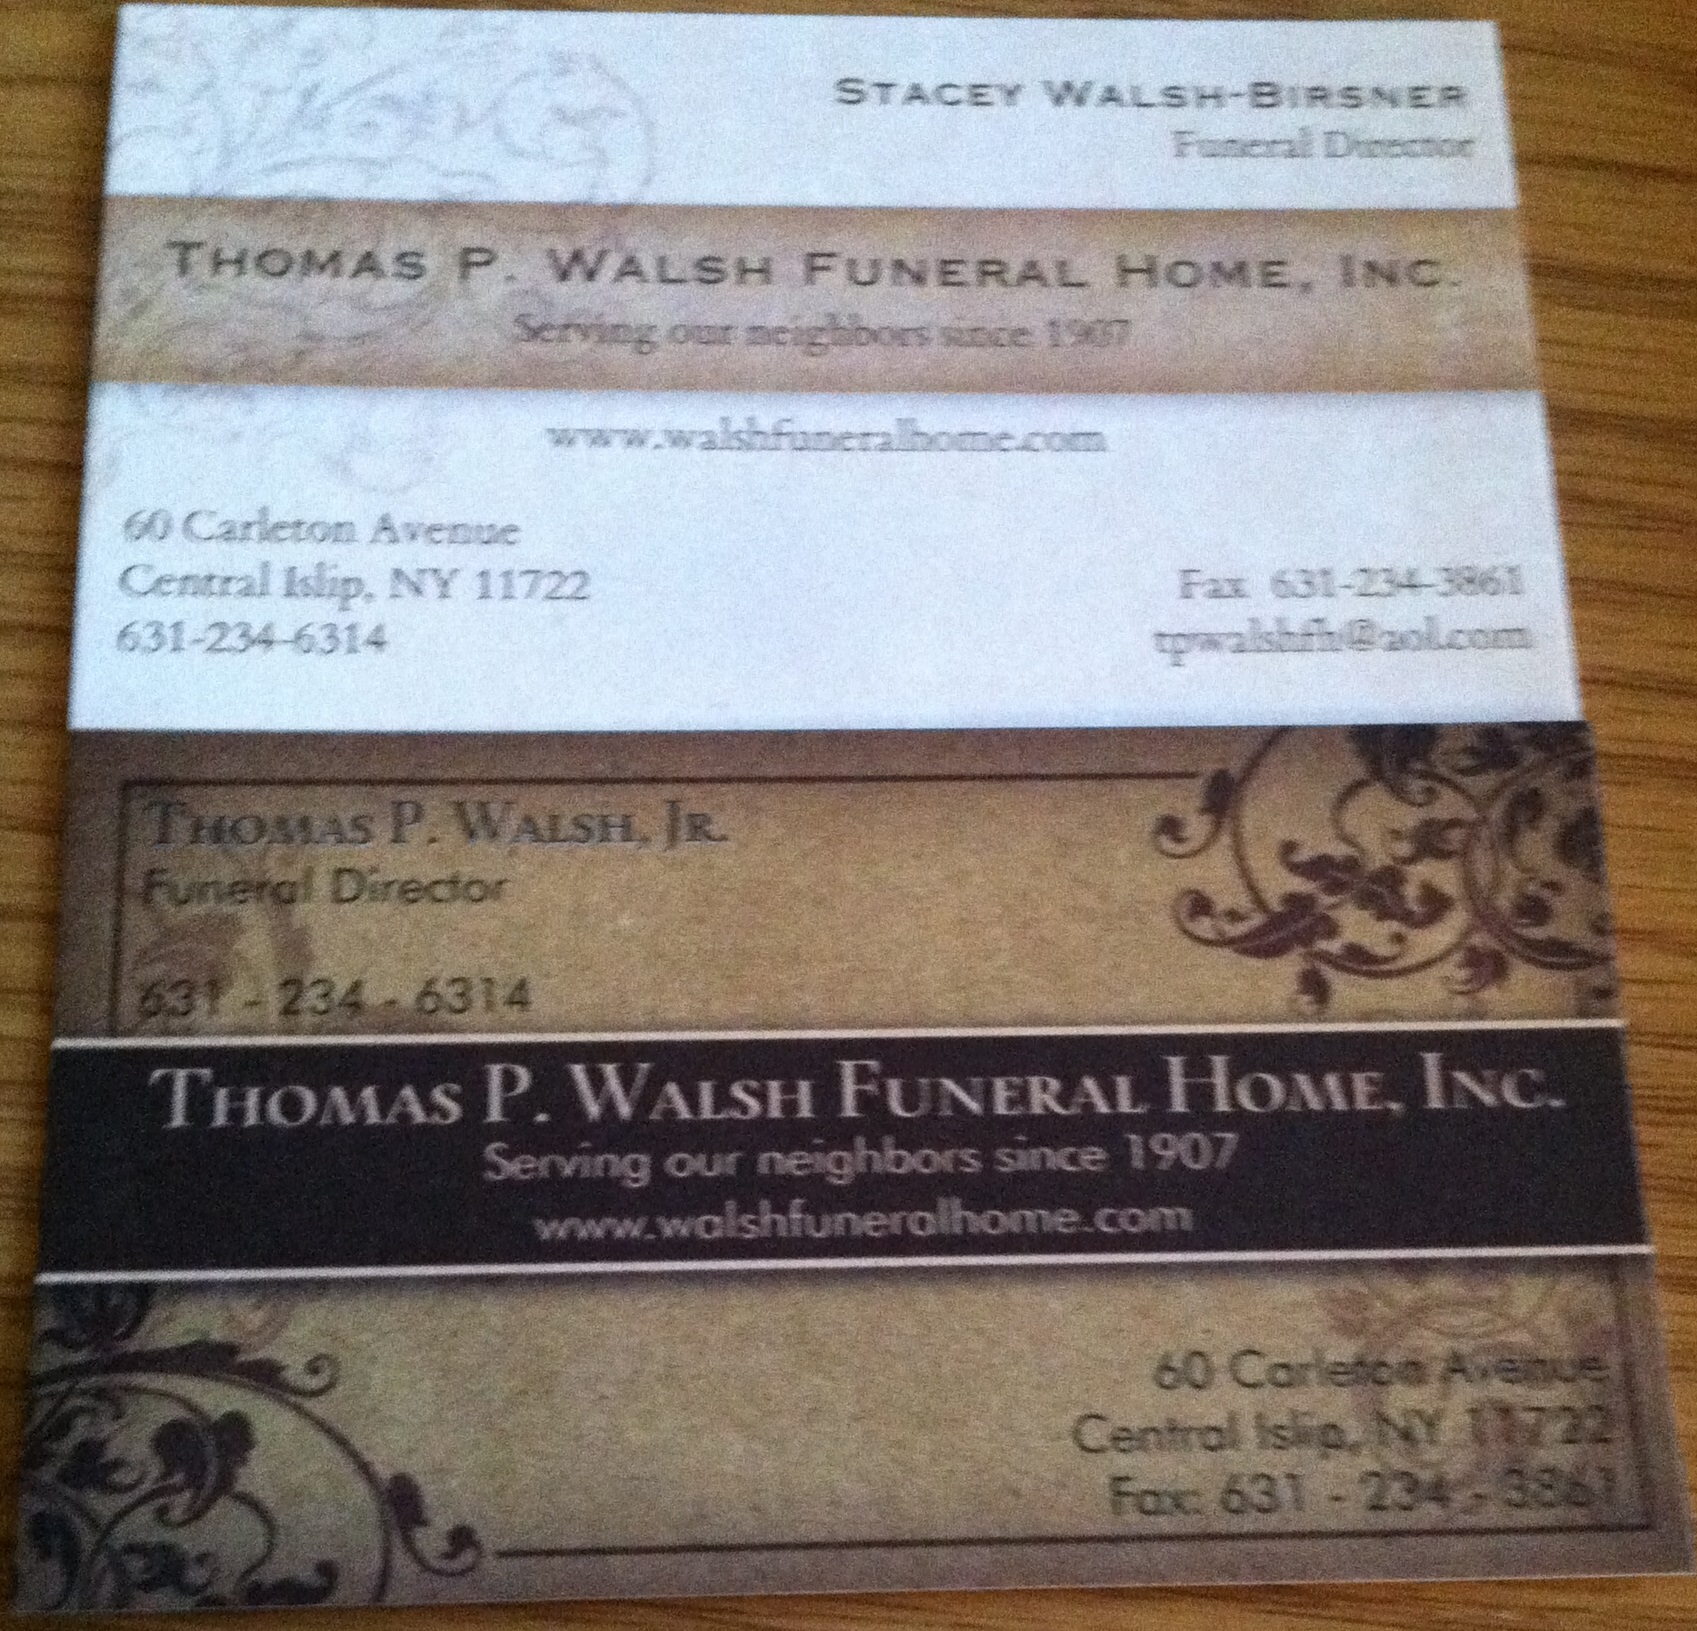 STACEY WALSH-BIRSNER
Funeral Director
THOMAS P. WALSH FUNERAL HOME, INC.
Serving our neighbors since 1907
www.walshfuneralhome.com
60 Carleton Avenue
Central Islip, NY 11722
631-234-6314
Fax 631-234-3861
tpwalshfh@aol.com
THOMAS P. WALSH, JR.
Funeral Director
631 - 234 - 6314
THOMAS P. WALSH FUNERAL HOME, INC.
Serving our neighbors since 1907
www.walshfuneralhome.com
60 Carleton Avenue
Central Islip, NY 11722
Fax: 631 - 234 - 3861